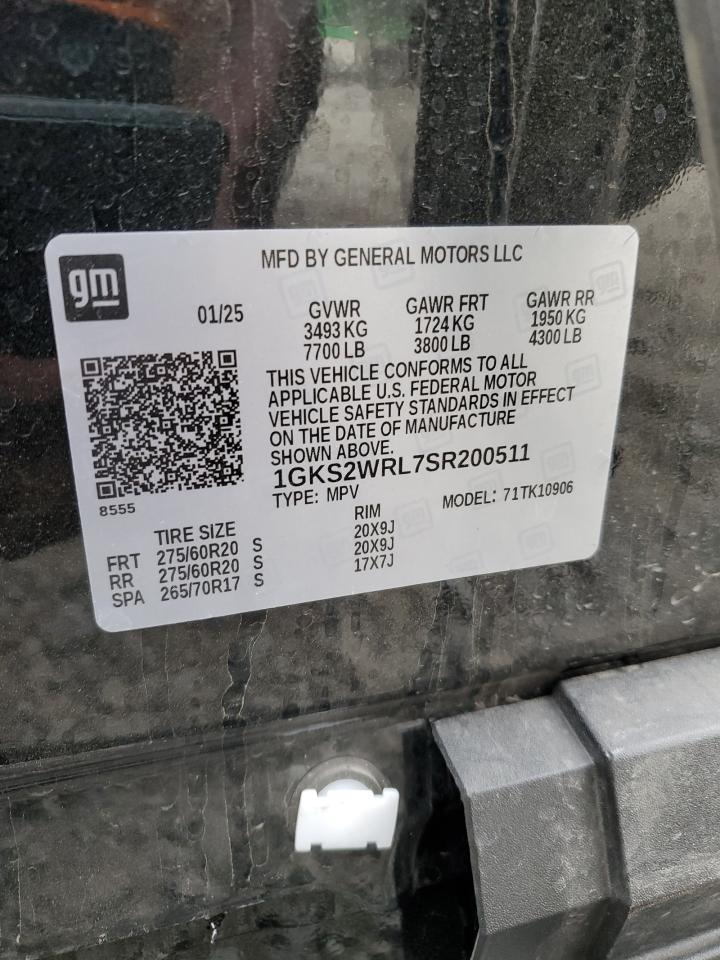 MFD BY GENERAL MOTORS LLC
gm
01/25
GVWR GAWR FRT GAWR RR
3493 KG 1724 KG 1950 KG
7700 LB 3800 LB 4300 LB
THIS VEHICLE CONFORMS TO ALL
APPLICABLE U.S. FEDERAL MOTOR
VEHICLE SAFETY STANDARDS IN EFFECT
ON THE DATE OF MANUFACTURE
SHOWN ABOVE.
1GKS2WRL7SR200511
TYPE: MPV MODEL: 71TK10906
8555
TIRE SIZE RIM
FRT 275/60R20 S 20X9J
RR 275/60R20 S 20X9J
SPA 265/70R17 S 17X7J